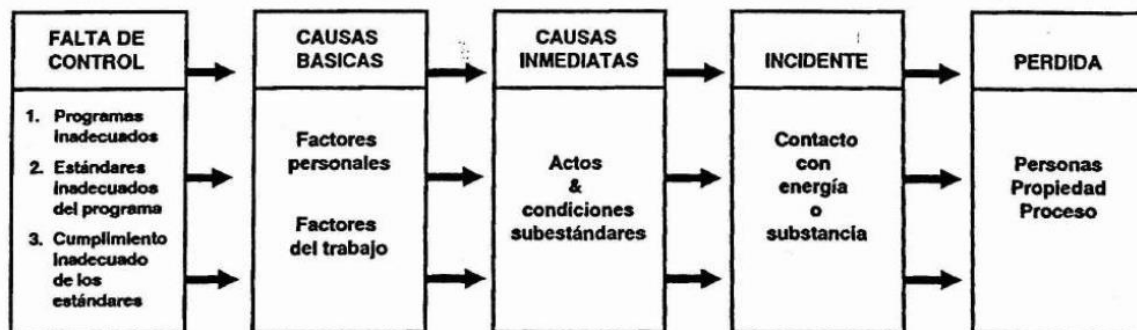 FALTA DE
CONTROL
1. Programas
inadecuados
2. Estándares
inadecuados
del programa
3. Cumplimiento
inadecuado
de los
estándares
CAUSAS
BASICAS
Factores
personales
Factores
del trabajo
CAUSAS
INMEDIATAS
Actos
&
condiciones
subestándares
INCIDENTE
Contacto
con
energía
o
substancia
PERDIDA
Personas
Propiedad
Proceso